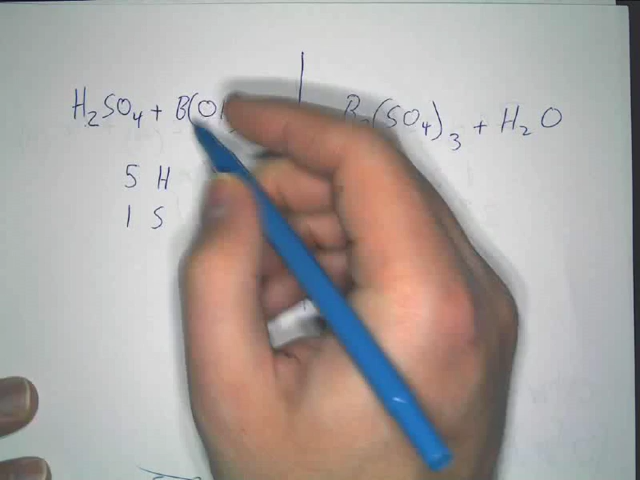 H₂SO₄ + B(O (SO₄)₃ + H₂O
5 H
1 S